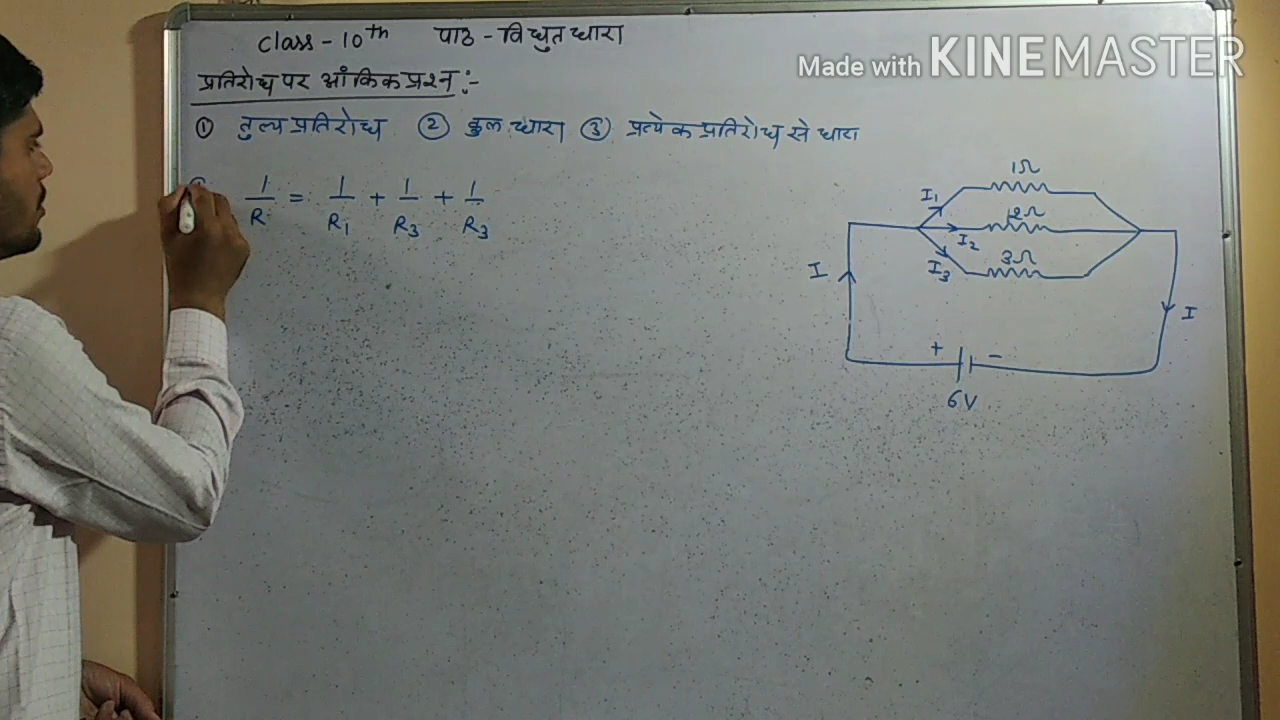 Class - 10th पाठ - विधुत धारा
Made with KINEMASTER
प्रतिरोध पर आँकिक प्रश्न :-
① तुल्य प्रतिरोध ② कुल धारा ③ प्रत्येक प्रतिरोध से धारा
1/R = 1/R₁ + 1/R₃ + 1/R₃
1Ω
I₁
2Ω
I₂
3Ω
I₃
I
I
+ -
6V